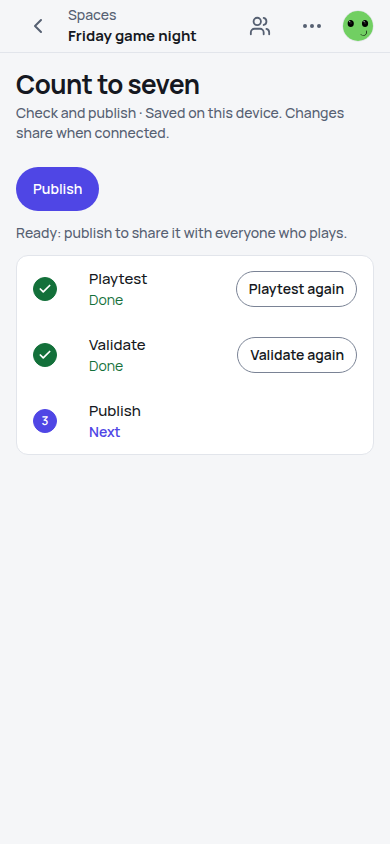 Spaces
Friday game night
Count to seven
Check and publish · Saved on this device. Changes
share when connected.
Publish
Ready: publish to share it with everyone who plays.
Playtest
Done
Playtest again
Validate
Done
Validate again
3
Publish
Next